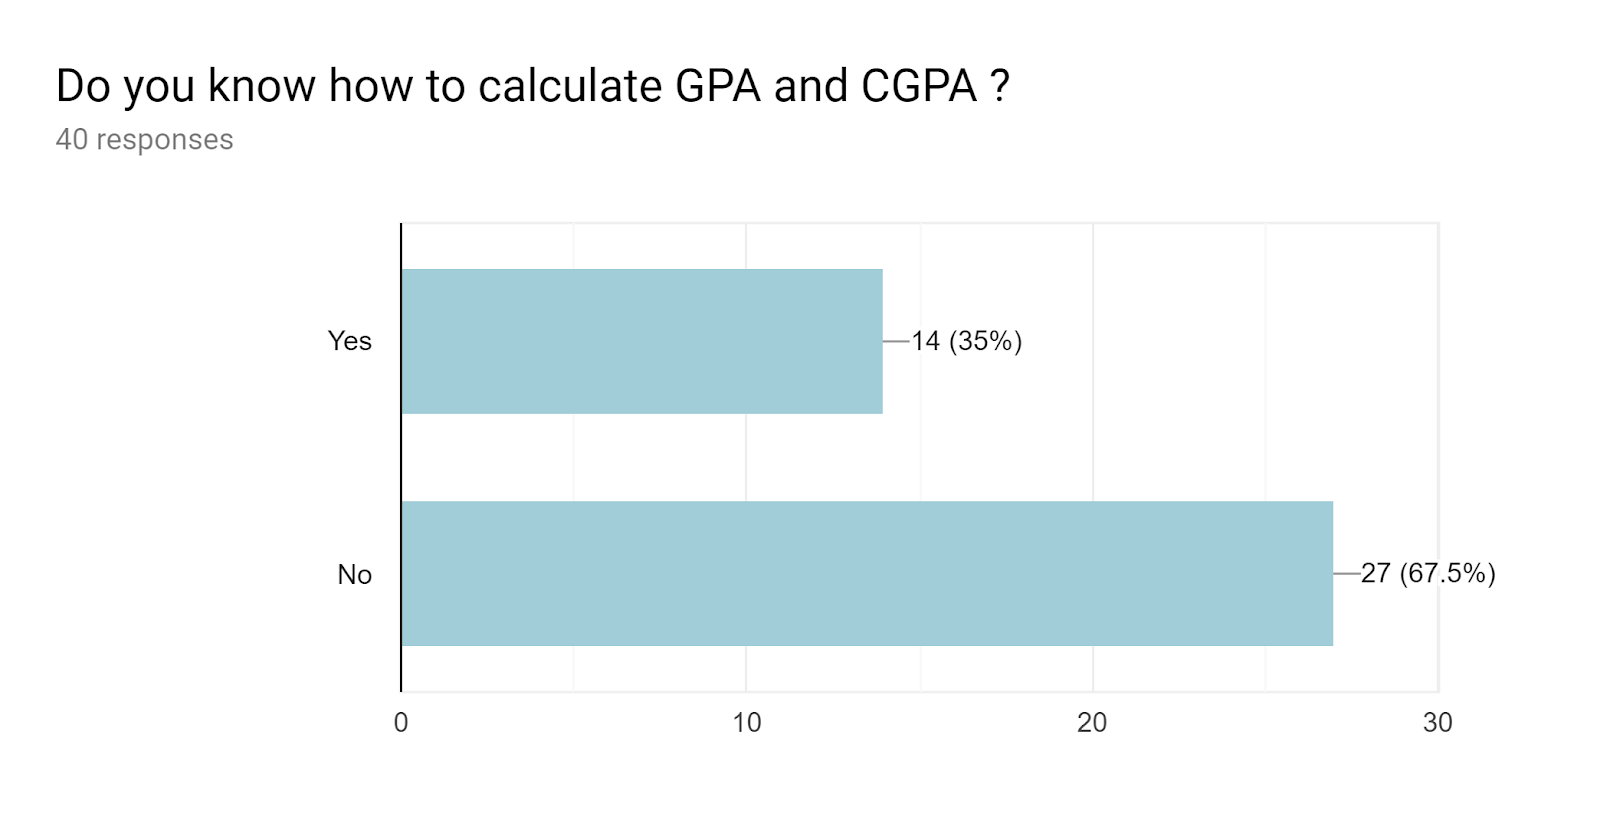 Do you know how to calculate GPA and CGPA ?
40 responses
Yes
14 (35%)
No
27 (67.5%)
0
10
20
30